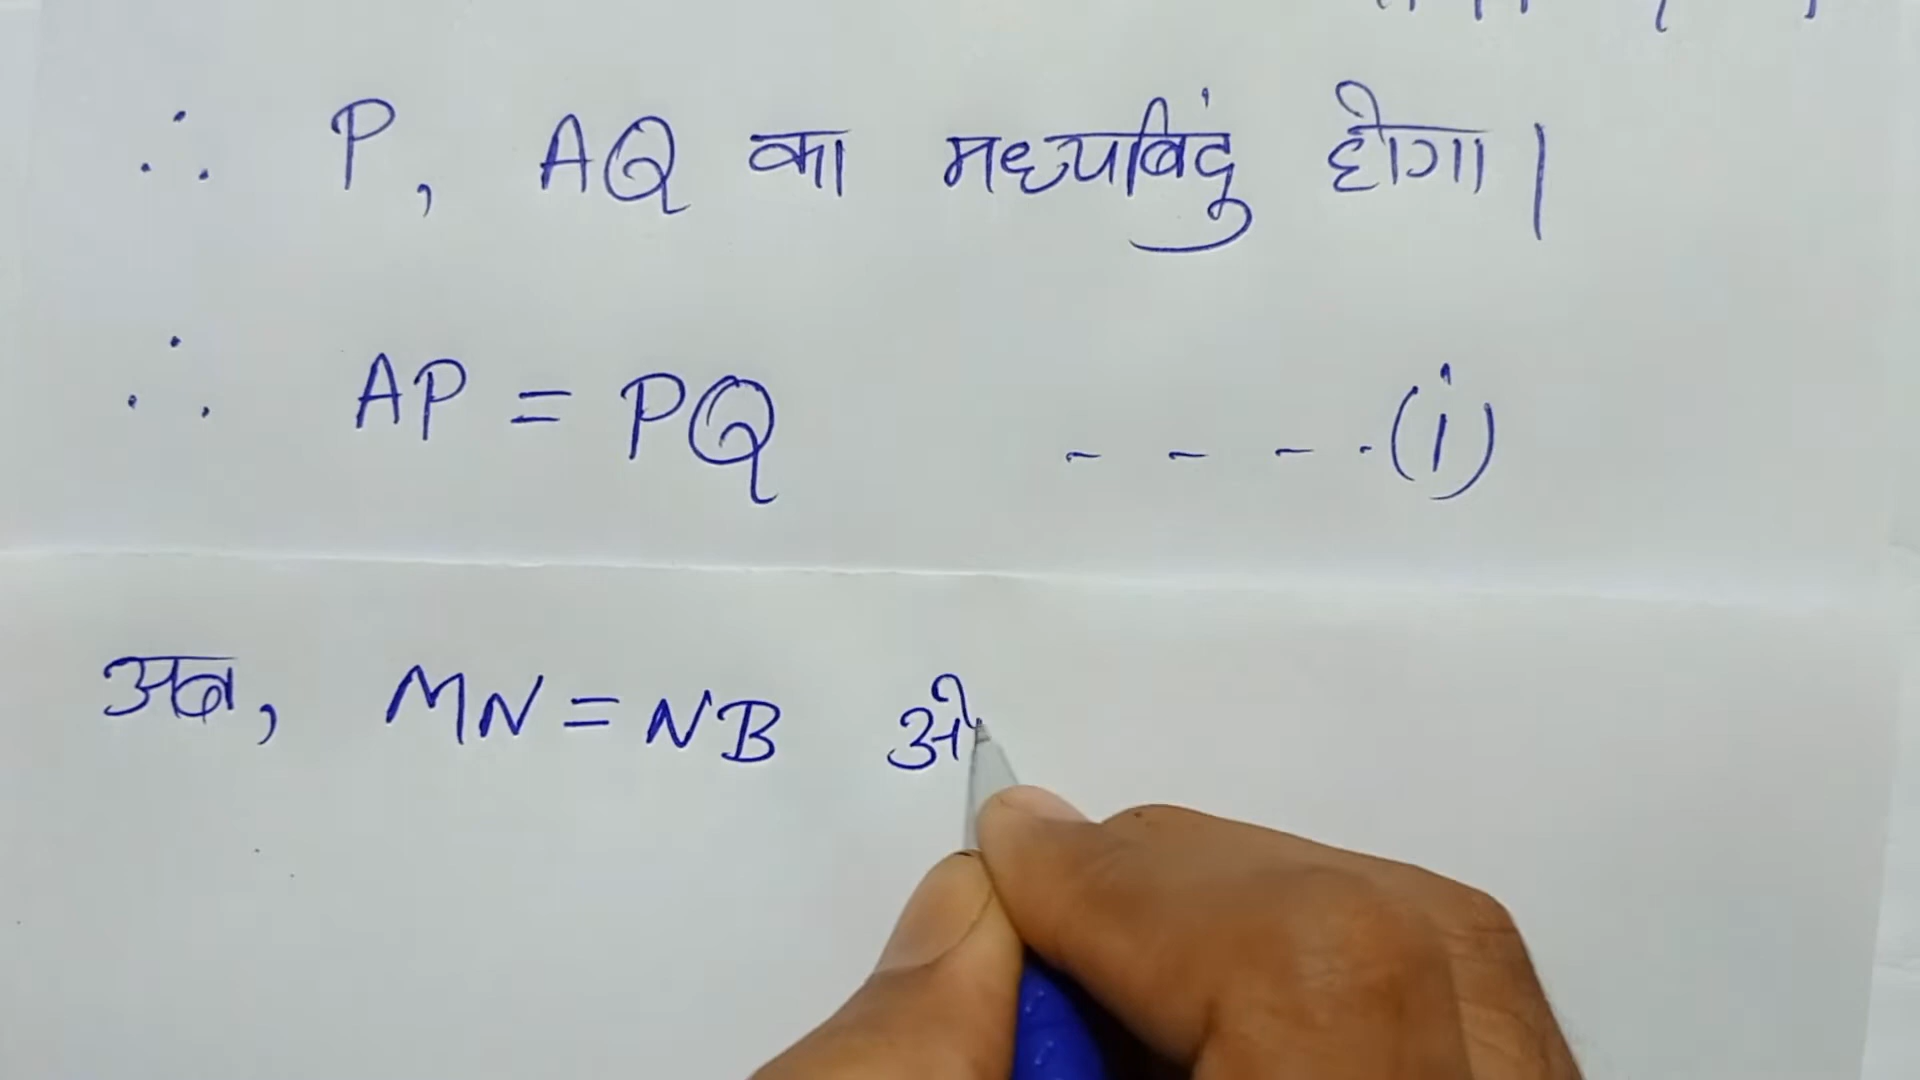 ∴ P, AQ का मध्यबिंदुं होगा।
∴ AP = PQ - - - - (i)
अब, MN = NB